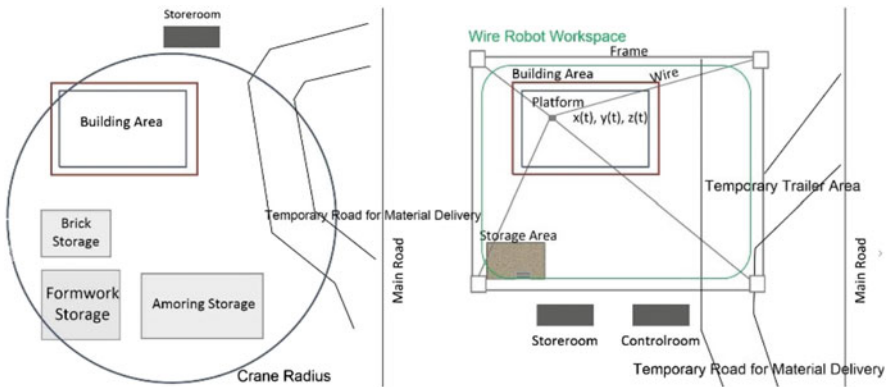 Storeroom
Building Area
Temporary Road for Material Delivery
Brick
Storage
Formwork
Storage
Amoring Storage
Main Road
Crane Radius
Wire Robot Workspace
Frame
Building Area
Wire
Platform
x(t), y(t), z(t)
Temporary Trailer Area
Storage Area
Main Road
Storeroom
Controlroom
Temporary Road for Material Delivery